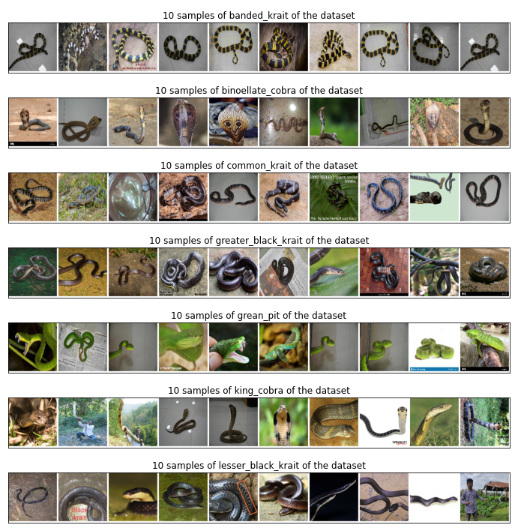 10 samples of banded_krait of the dataset
10 samples of binoellate_cobra of the dataset
10 samples of common_krait of the dataset
10 samples of greater_black_krait of the dataset
10 samples of grean_pit of the dataset
10 samples of king_cobra of the dataset
10 samples of lesser_black_krait of the dataset